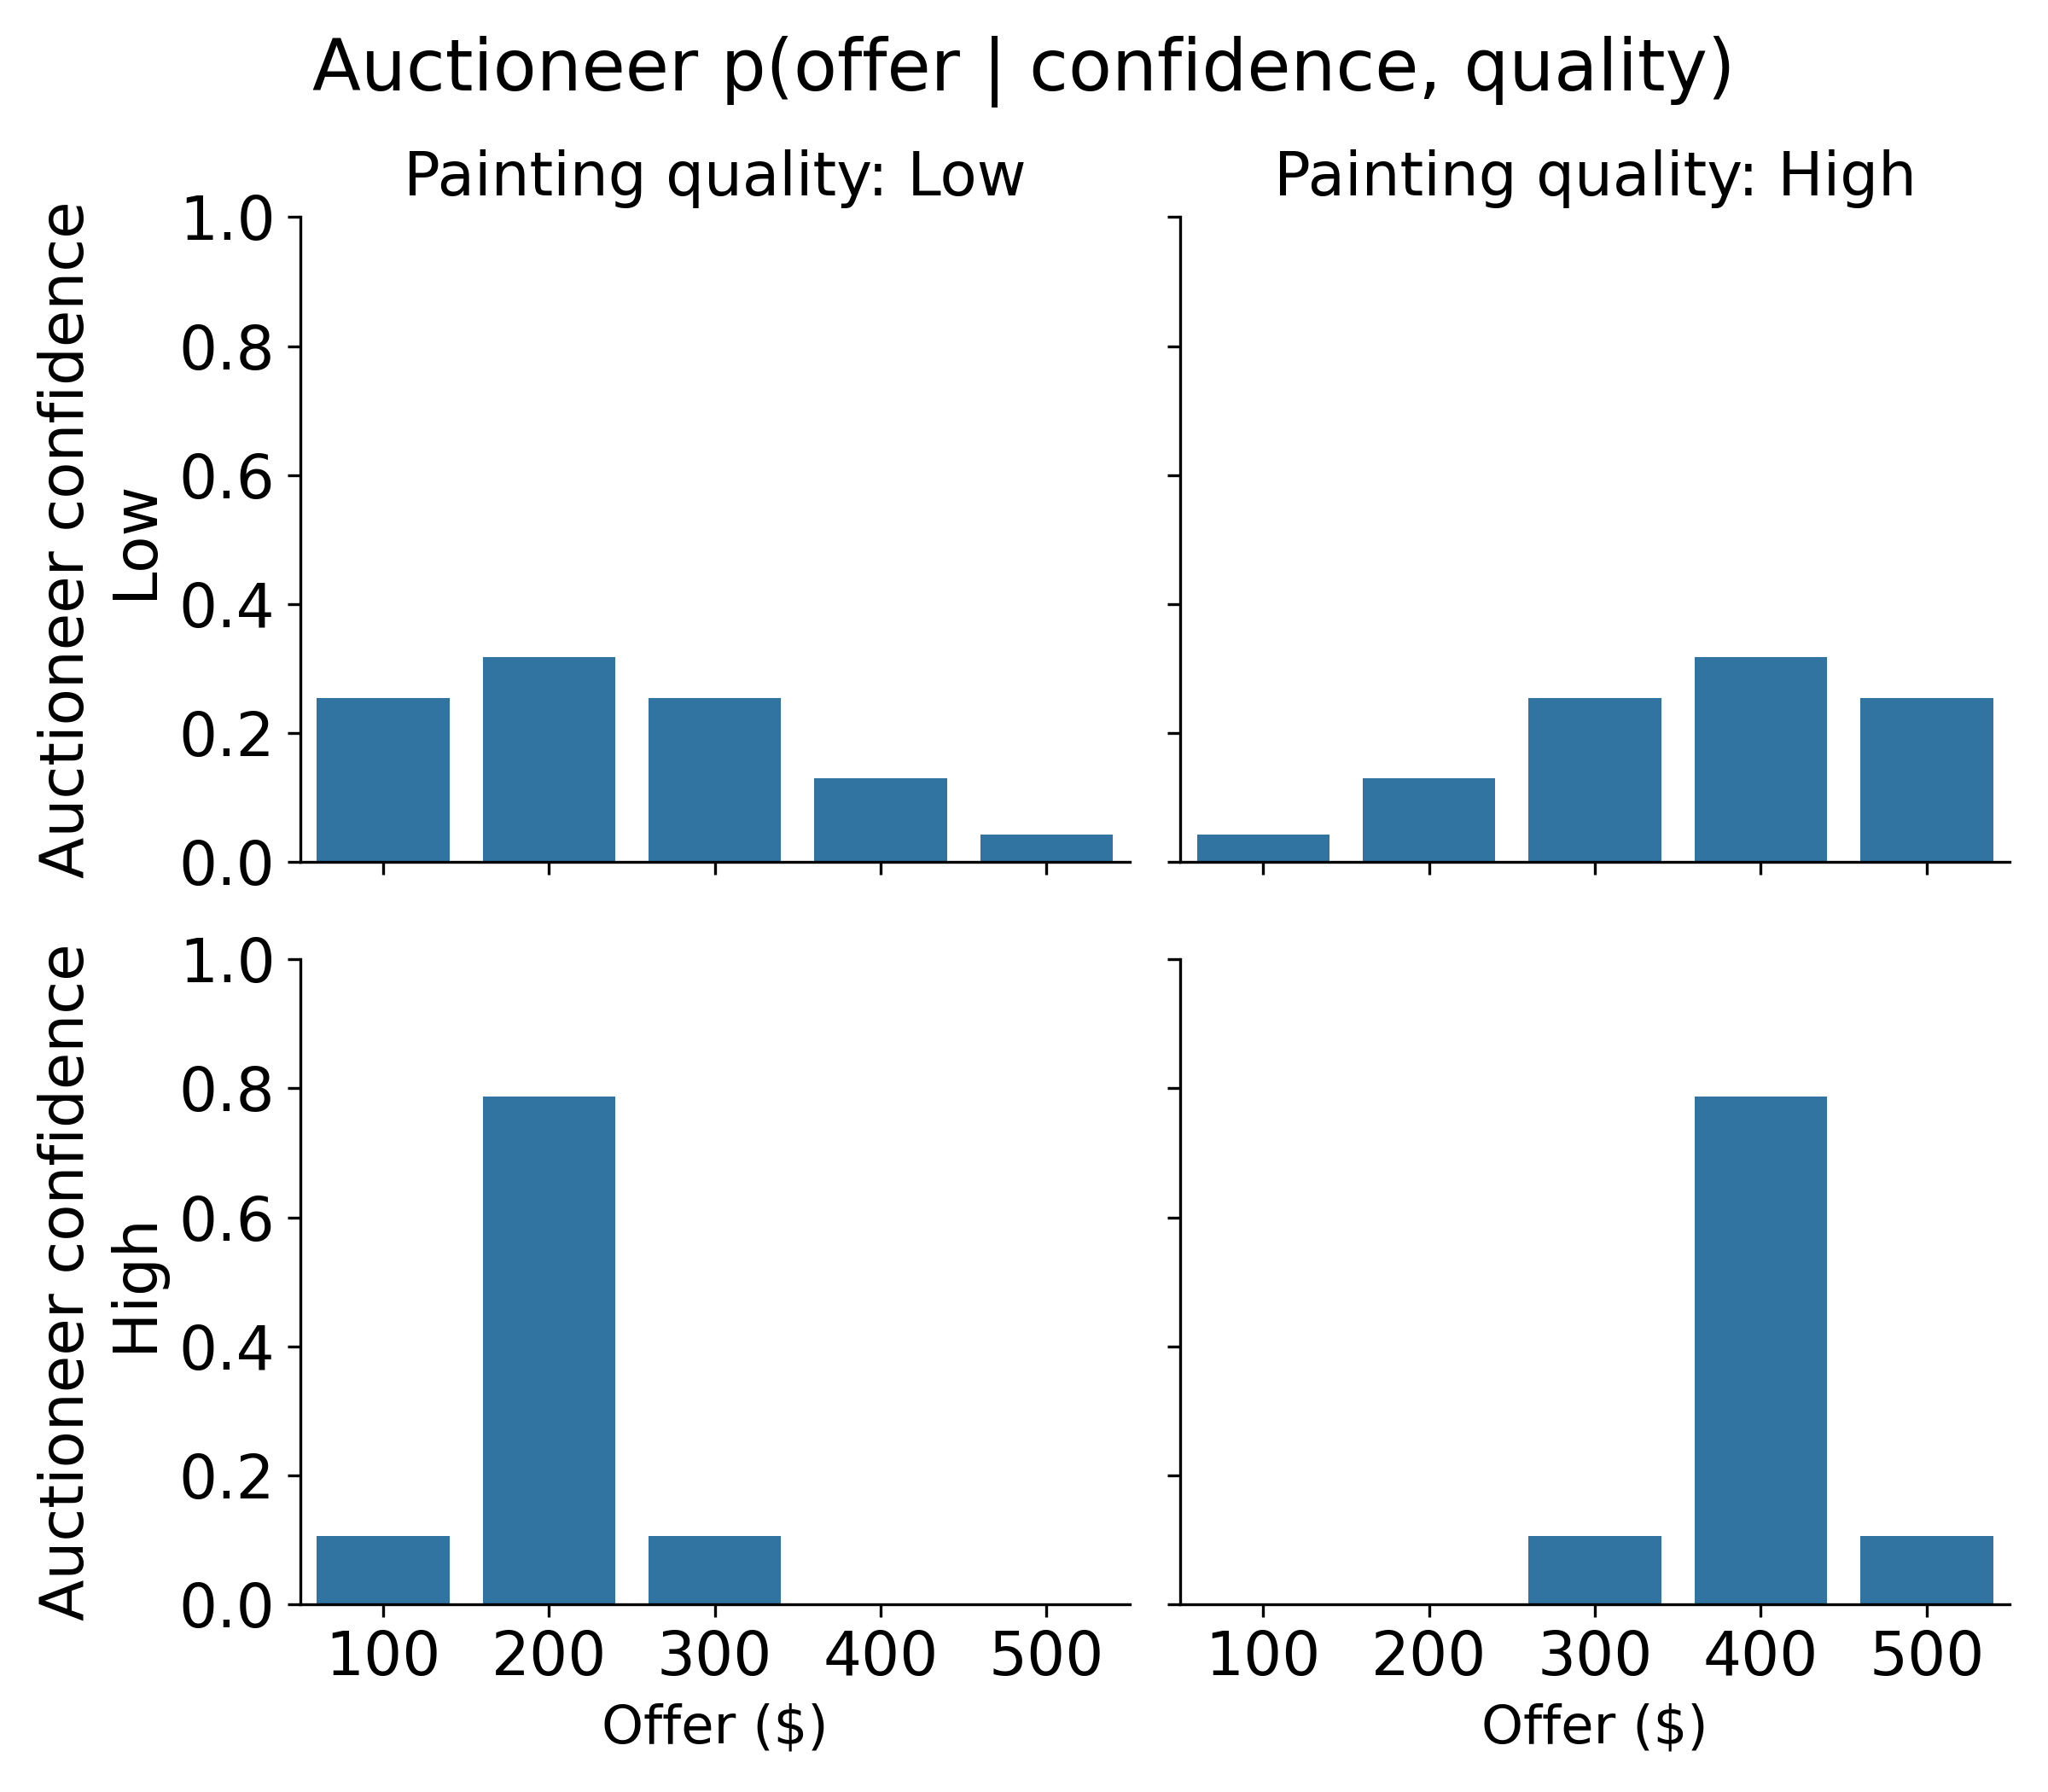 Auctioneer p(offer | confidence, quality)
Painting quality: Low
Painting quality: High
Auctioneer confidence
Low
1.0
0.8
0.6
0.4
0.2
0.0
Auctioneer confidence
High
1.0
0.8
0.6
0.4
0.2
0.0
100 200 300 400 500
100 200 300 400 500
Offer ($)
Offer ($)